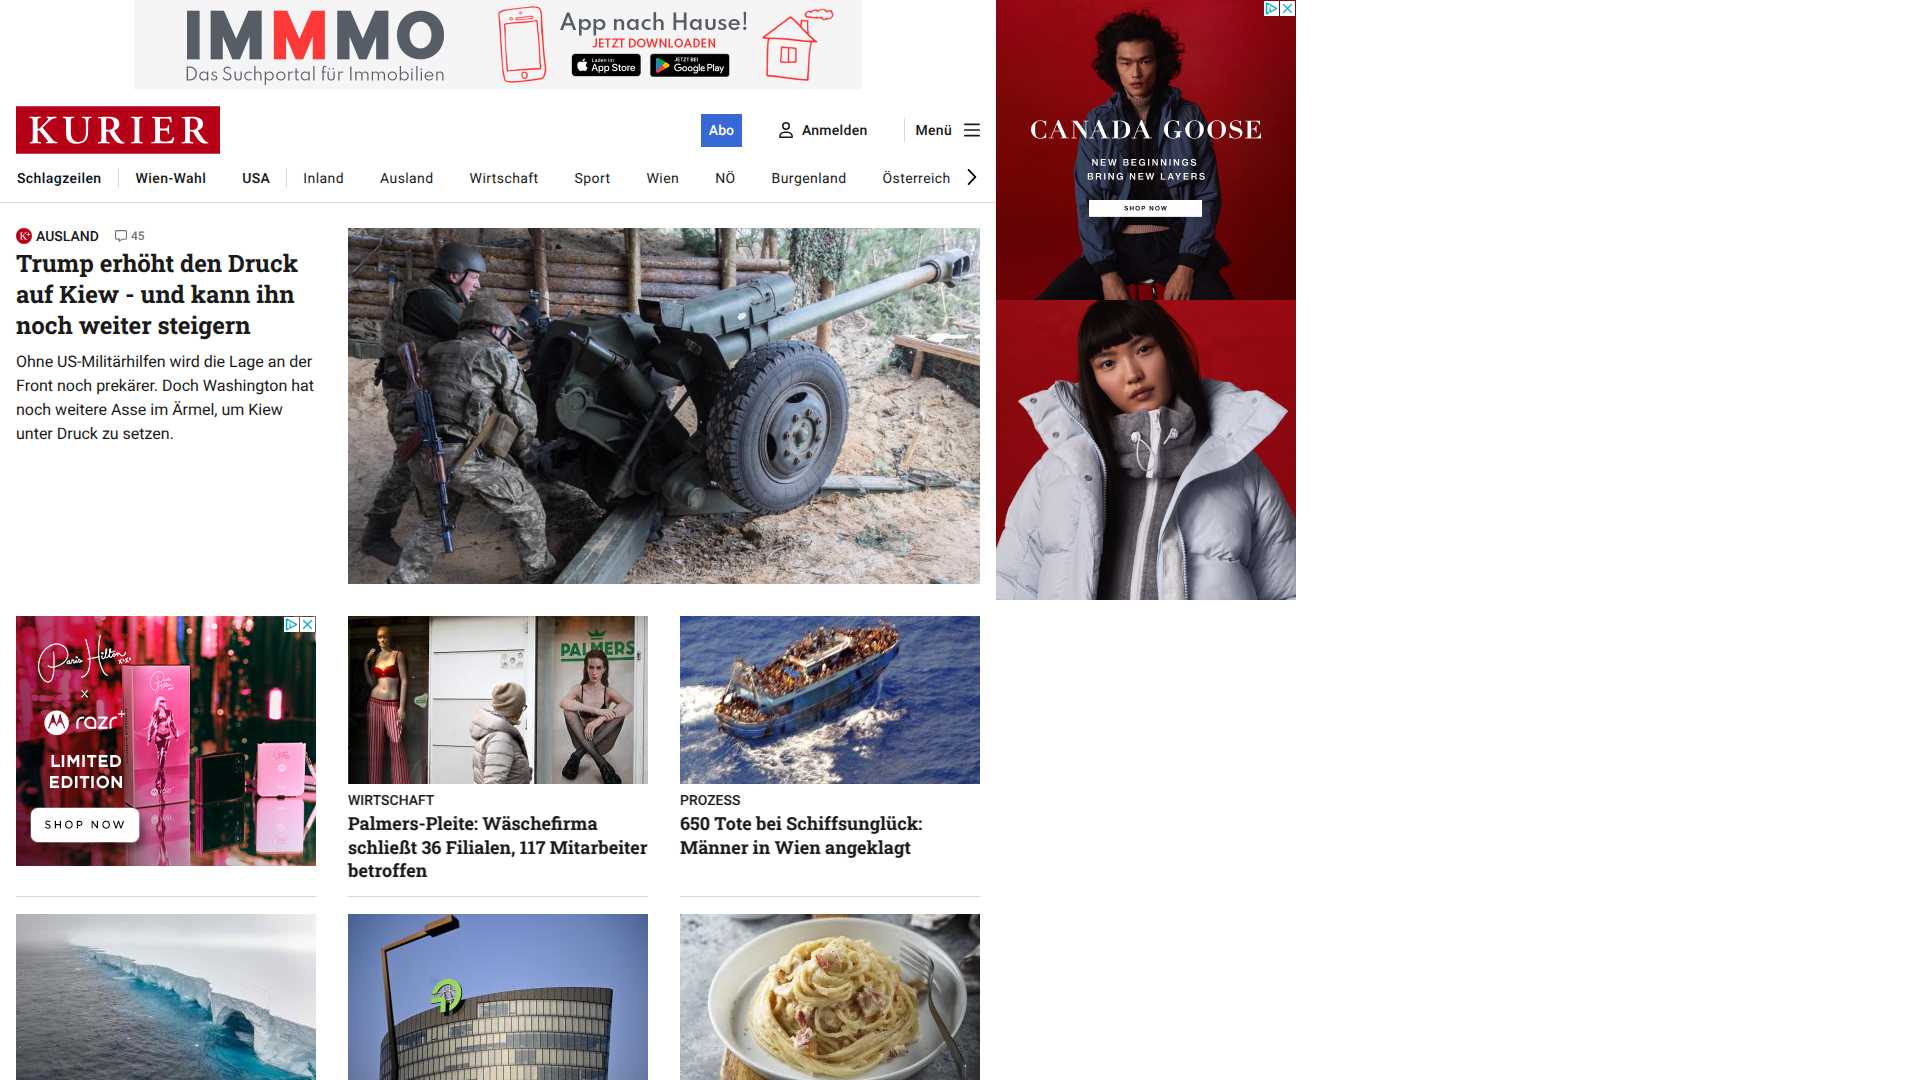 IMMMO
Das Suchportal für Immobilien
App nach Hause!
JETZT DOWNLOADEN
Laden im
App Store
JETZT BEI
Google Play
KURIER
Abo
Anmelden
Menü
Schlagzeilen
Wien-Wahl
USA
Inland
Ausland
Wirtschaft
Sport
Wien
NÖ
Burgenland
Österreich
CANADA GOOSE
NEW BEGINNINGS
BRING NEW LAYERS
SHOP NOW
K+ AUSLAND 45
Trump erhöht den Druck
auf Kiew - und kann ihn
noch weiter steigern
Ohne US-Militärhilfen wird die Lage an der
Front noch prekärer. Doch Washington hat
noch weitere Asse im Ärmel, um Kiew
unter Druck zu setzen.
Paris Hilton
x
razr+
LIMITED
EDITION
SHOP NOW
PALMERS
WIRTSCHAFT
Palmers-Pleite: Wäschefirma
schließt 36 Filialen, 117 Mitarbeiter
betroffen
PROZESS
650 Tote bei Schiffsunglück:
Männer in Wien angeklagt